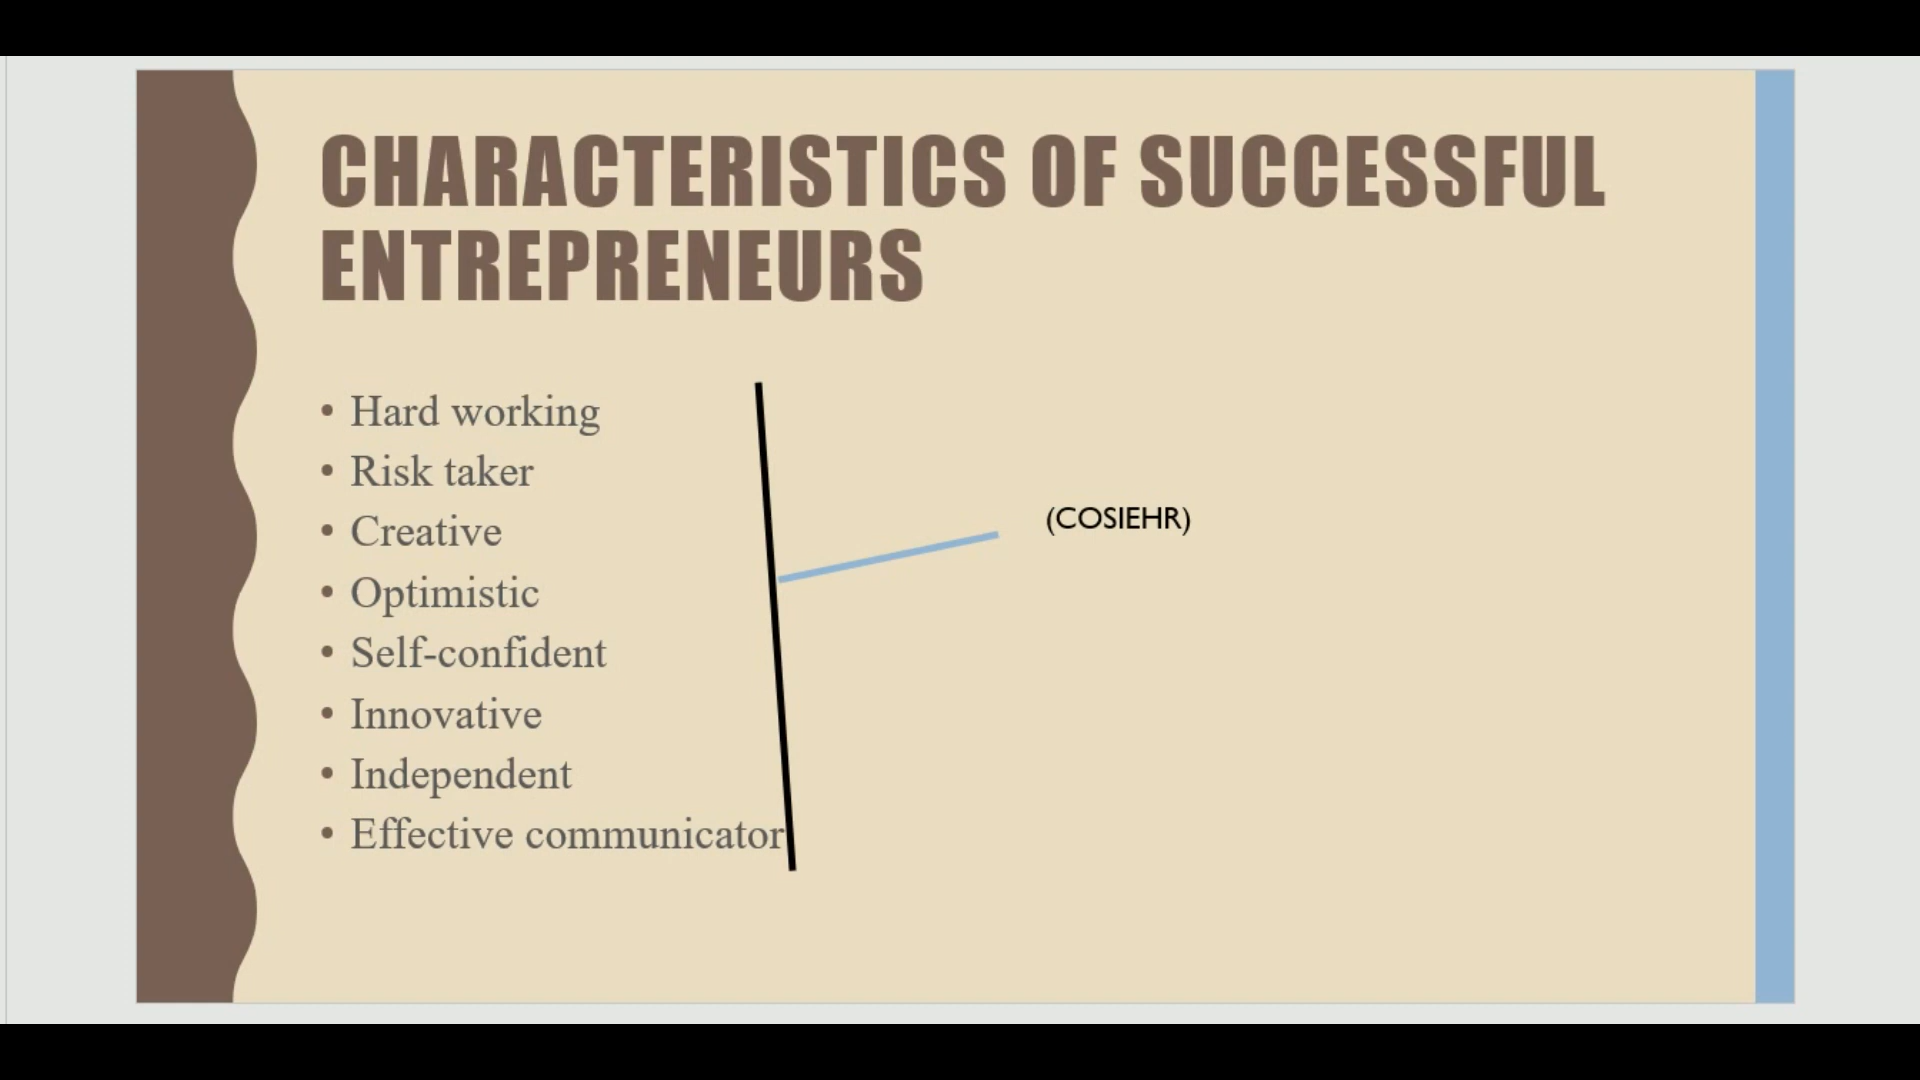 CHARACTERISTICS OF SUCCESSFUL
ENTREPRENEURS
• Hard working
• Risk taker
• Creative
• Optimistic
• Self-confident
• Innovative
• Independent
• Effective communicator
(COSIEHR)